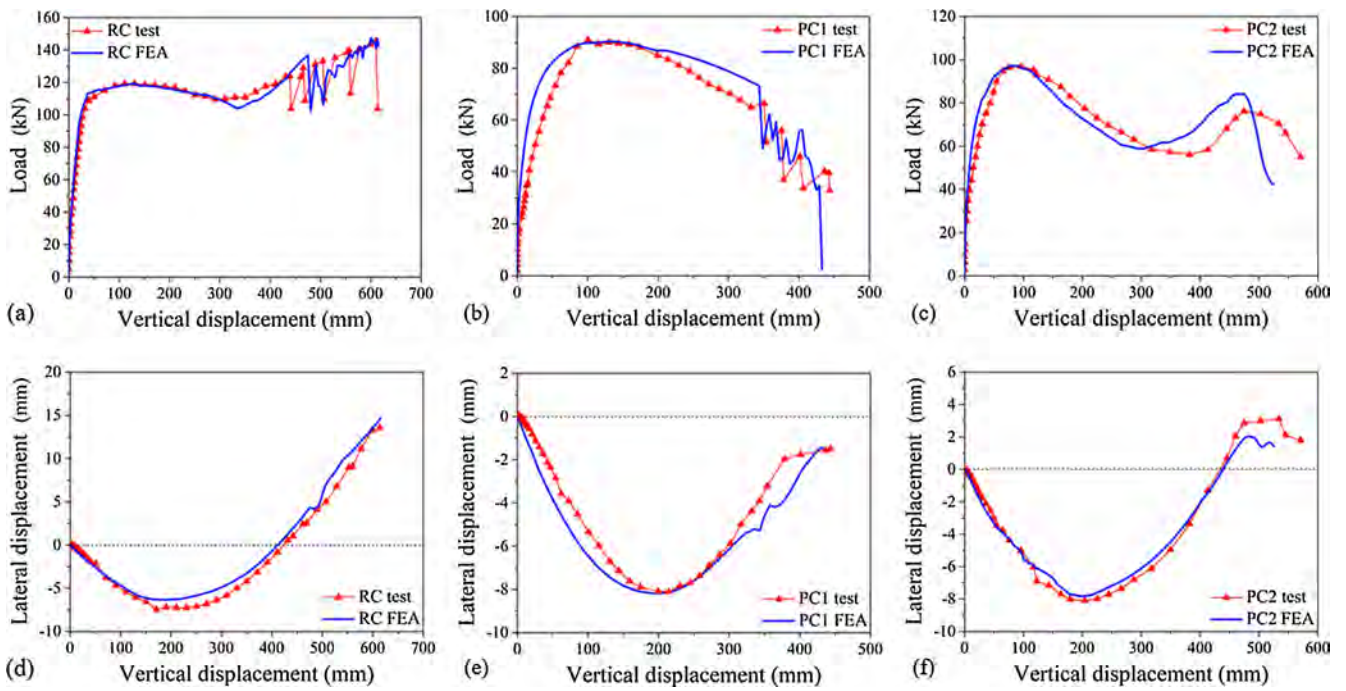 160
140
120
100
80
60
40
20
0
Load (kN)
RC test
RC FEA
0 100 200 300 400 500 600 700
(a) Vertical displacement (mm)
100
80
60
40
20
0
Load (kN)
PC1 test
PC1 FEA
0 100 200 300 400 500
(b) Vertical displacement (mm)
120
100
80
60
40
20
0
Load (kN)
PC2 test
PC2 FEA
0 100 200 300 400 500 600
(c) Vertical displacement (mm)
20
15
10
5
0
-5
-10
Lateral displacement (mm)
RC test
RC FEA
0 100 200 300 400 500 600 700
(d) Vertical displacement (mm)
2
0
-2
-4
-6
-8
-10
Lateral displacement (mm)
PC1 test
PC1 FEA
0 100 200 300 400 500
(e) Vertical displacement (mm)
6
4
2
0
-2
-4
-6
-8
-10
Lateral displacement (mm)
PC2 test
PC2 FEA
0 100 200 300 400 500 600
(f) Vertical displacement (mm)